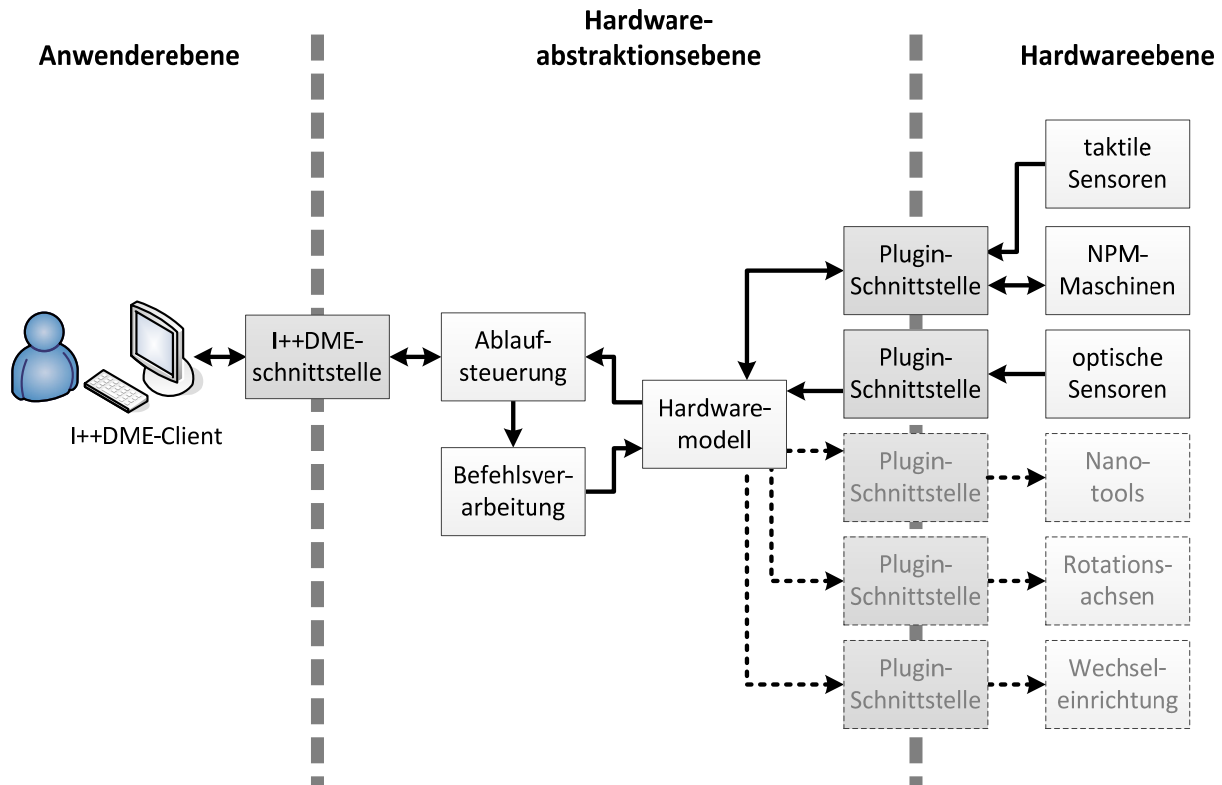 Anwenderebene
Hardware-
abstraktionsebene
Hardwareebene
taktile
Sensoren
Plugin-
Schnittstelle
NPM-
Maschinen
I++DME-
schnittstelle
Ablauf-
steuerung
Plugin-
Schnittstelle
optische
Sensoren
I++DME-Client
Hardware-
modell
Befehlsver-
arbeitung
Plugin-
Schnittstelle
Nano-
tools
Plugin-
Schnittstelle
Rotations-
achsen
Plugin-
Schnittstelle
Wechsel-
einrichtung